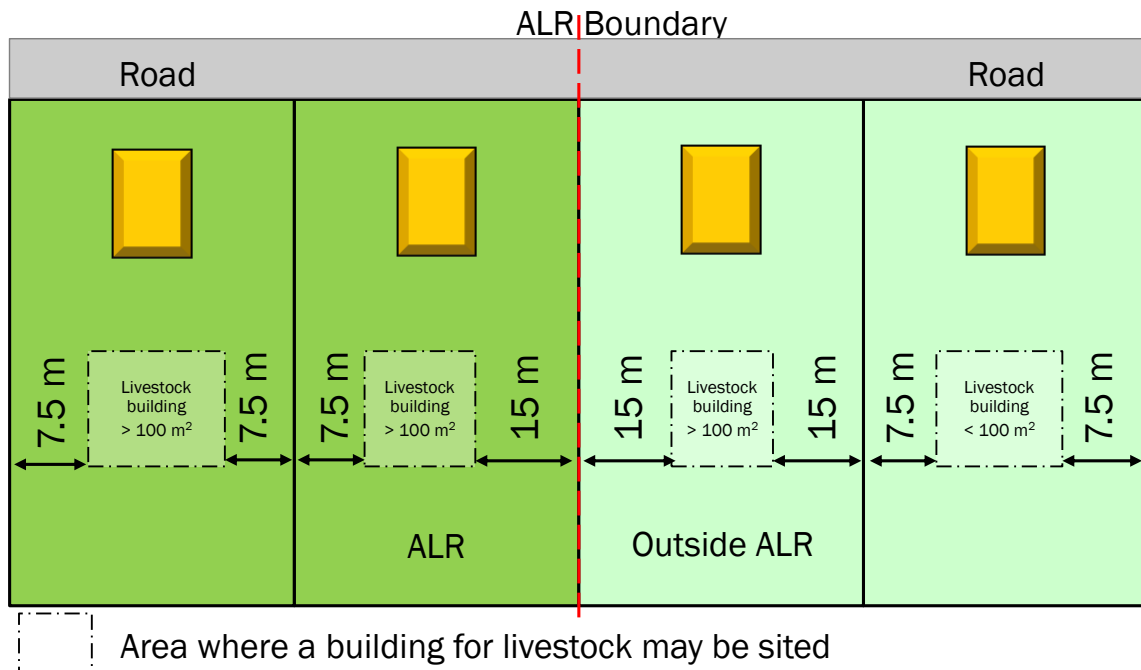 ALR Boundary
Road
Road
7.5 m
Livestock
building
> 100 m²
7.5 m
7.5 m
Livestock
building
> 100 m²
15 m
15 m
Livestock
building
> 100 m²
15 m
7.5 m
Livestock
building
< 100 m²
7.5 m
ALR
Outside ALR
Area where a building for livestock may be sited